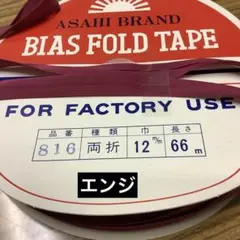 ASAHI BRAND
BIAS FOLD TAPE
FOR FACTORY USE
品番 種類 巾 長さ
816 両折 12m/m 66m
エンジ